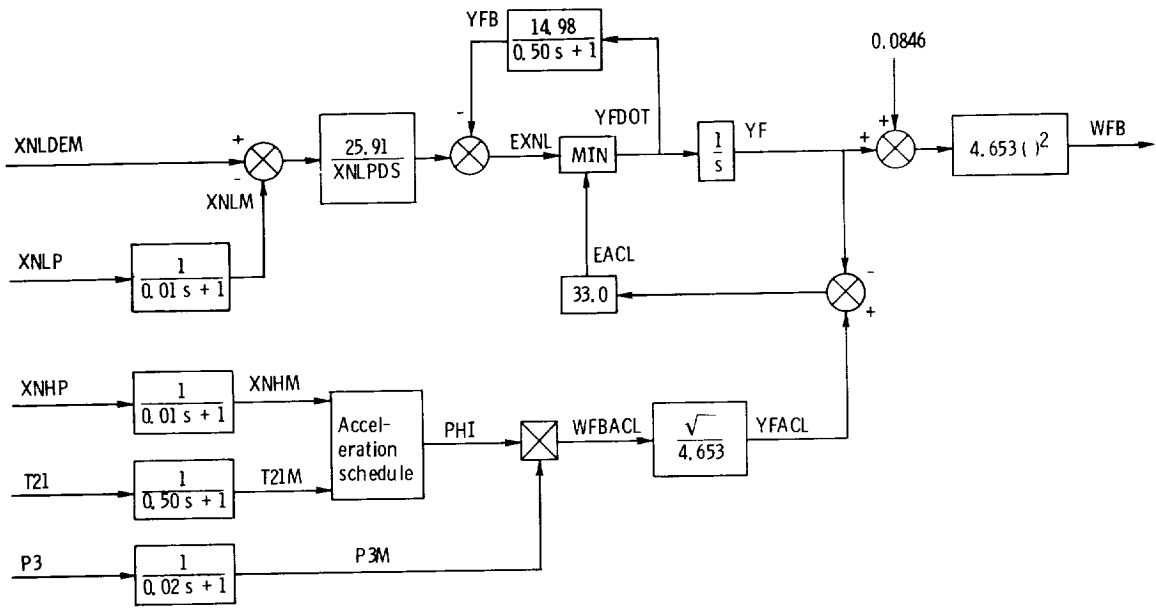 YFB
14.98
0.50 s + 1
0.0846
XNLDEM
+
-
25.91
XNLPDS
-
EXNL
MIN
YFDOT
1
s
YF
+
+
4.653 ( )²
WFB
XNLM
XNLP
1
0.01 s + 1
EACL
33.0
-
+
XNHP
1
0.01 s + 1
XNHM
Accel-
eration
schedule
PHI
WFBACL
√
4.653
YFACL
T21
1
0.50 s + 1
T21M
P3
1
0.02 s + 1
P3M